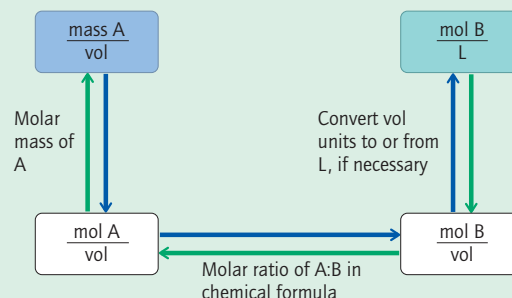 mass A
vol
mol B
L
Molar
mass of
A
Convert vol
units to or from
L, if necessary
mol A
vol
mol B
vol
Molar ratio of A:B in
chemical formula